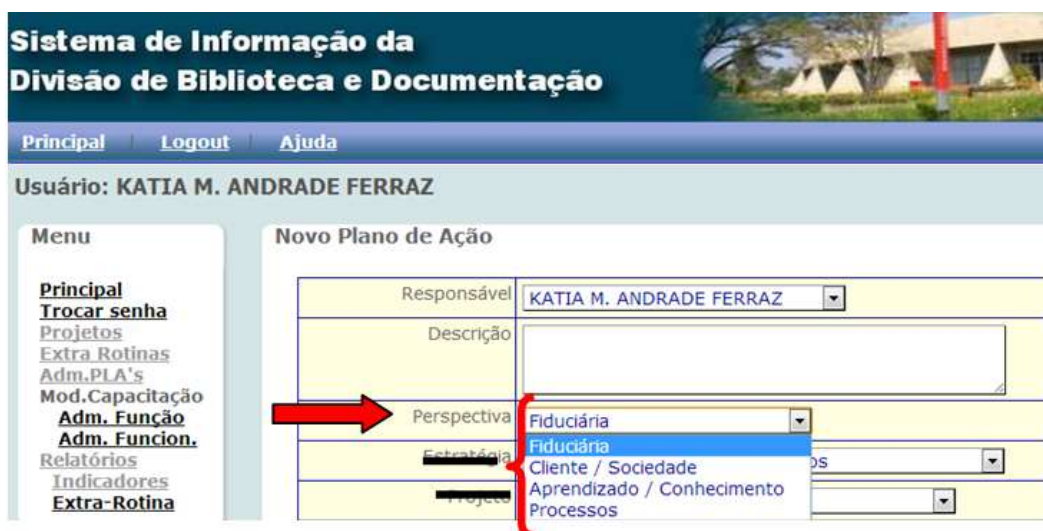 Sistema de Informação da
Divisão de Biblioteca e Documentação
Principal Logout Ajuda
Usuário: KATIA M. ANDRADE FERRAZ
Menu
Principal
Trocar senha
Projetos
Extra Rotinas
Adm.PLA's
Mod.Capacitação
Adm. Função
Adm. Funcion.
Relatórios
Indicadores
Extra-Rotina
Novo Plano de Ação
Responsável KATIA M. ANDRADE FERRAZ
Descrição
Perspectiva Fiduciária
Fiduciária
Cliente / Sociedade
Aprendizado / Conhecimento
Processos
Estratégia
Projeto